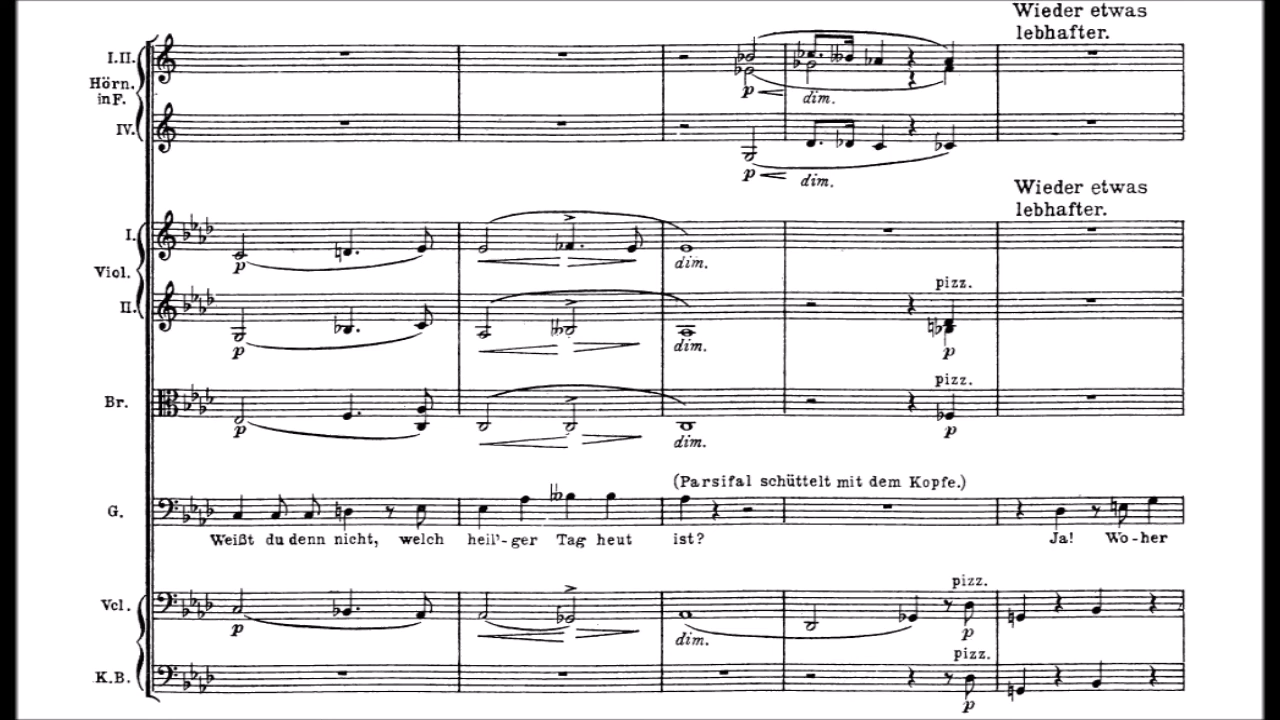 Wieder etwas
lebhafter.
I.II.
Hörn.
in F.
p
dim.
IV.
p
dim.
Wieder etwas
lebhafter.
I.
Viol.
p
dim.
II.
pizz.
p
dim.
p
Br.
pizz.
p
dim.
p
(Parsifal schüttelt mit dem Kopfe.)
G.
Weißt du denn nicht, welch heil'-ger Tag heut ist? Ja! Wo-her
Vcl.
pizz.
p
dim.
p
K.B.
pizz.
p